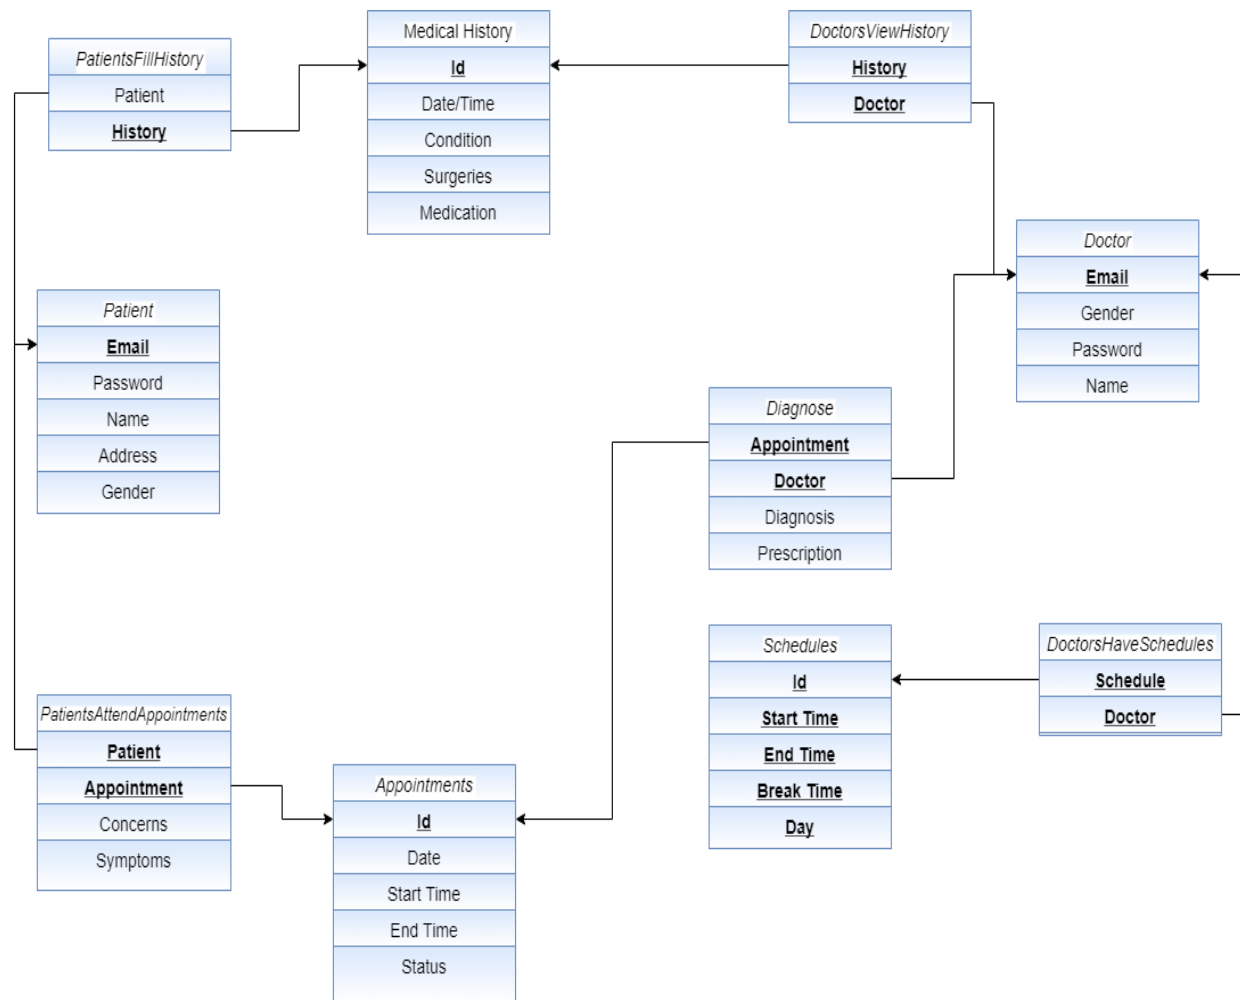 PatientsFillHistory
Patient
History
Medical History
Id
Date/Time
Condition
Surgeries
Medication
DoctorsViewHistory
History
Doctor
Doctor
Email
Gender
Password
Name
Patient
Email
Password
Name
Address
Gender
Diagnose
Appointment
Doctor
Diagnosis
Prescription
Schedules
Id
Start Time
End Time
Break Time
Day
DoctorsHaveSchedules
Schedule
Doctor
PatientsAttendAppointments
Patient
Appointment
Concerns
Symptoms
Appointments
Id
Date
Start Time
End Time
Status